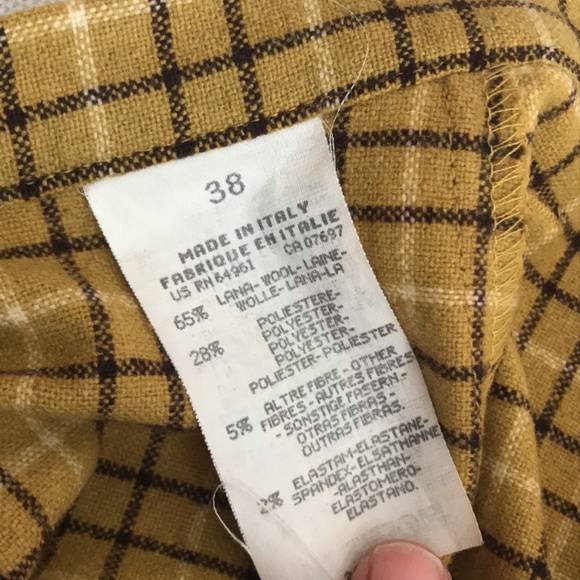 38
MADE IN ITALY
FABRIQUE EN ITALIE
US RN 64961 CA 07697
65% LANA-WOOL-LAINE-
WOLLE-LANA-LA
28% POLIESTERE-
POLYESTER-
POLYESTER-
POLYESTER-
POLIESTER-POLIESTER
5% ALTRE FIBRE-OTHER
FIBRES-AUTRES FIBRES
-SONSTIGE FASERN-
OTRAS FIBRAS-
OUTRAS FIBRAS.
2% ELASTAM-ELASTANE-
SPANDEX-ELSATHANNE
-ALASTHAN-
ELASTOMERO-
ELASTANO.